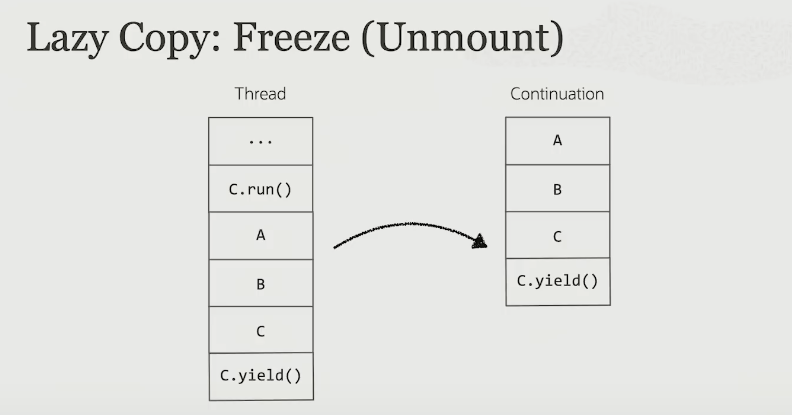 Lazy Copy: Freeze (Unmount)
Thread
...
C.run()
A
B
C
C.yield()
Continuation
A
B
C
C.yield()